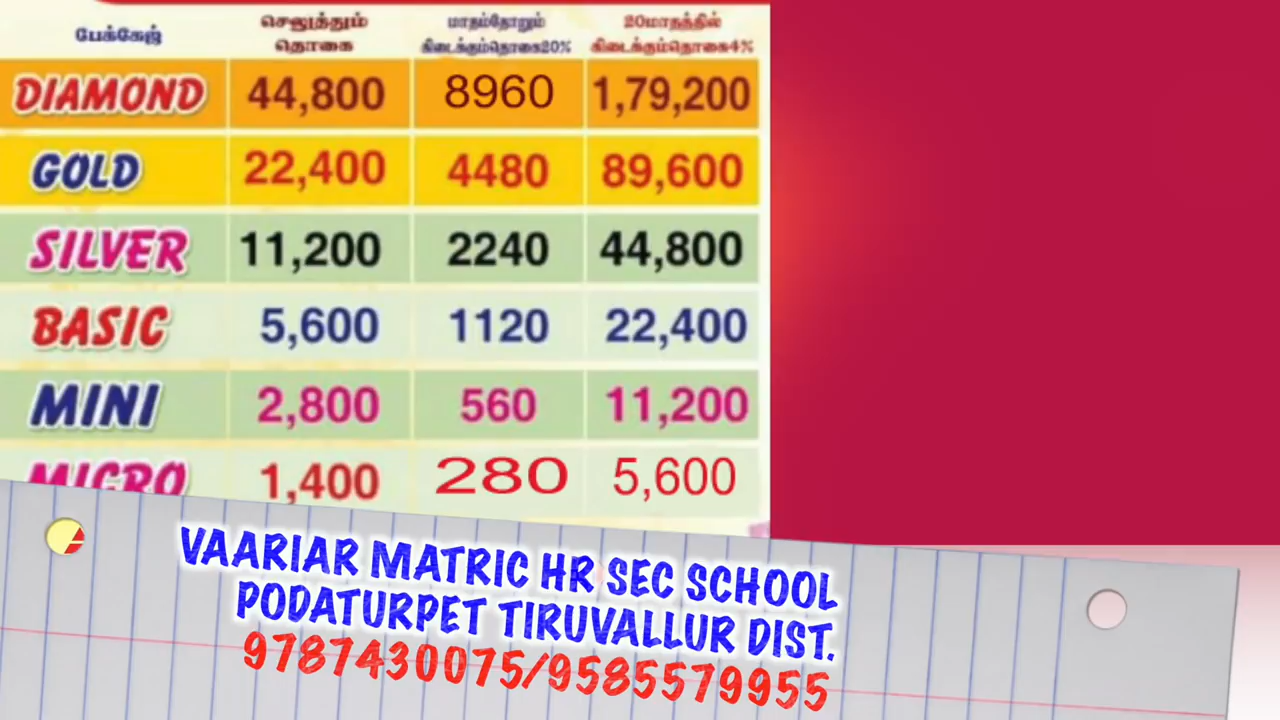 பேக்கேஜ் செலுத்தும் தொகை மாதம்தோறும் கிடைக்கும்தொகை20% 20மாதத்தில் கிடைக்கும்தொகை4%
DIAMOND 44,800 8960 1,79,200
GOLD 22,400 4480 89,600
SILVER 11,200 2240 44,800
BASIC 5,600 1120 22,400
MINI 2,800 560 11,200
MICRO 1,400 280 5,600
VAARIAR MATRIC HR SEC SCHOOL
PODATURPET TIRUVALLUR DIST.
9787430075/9585579955